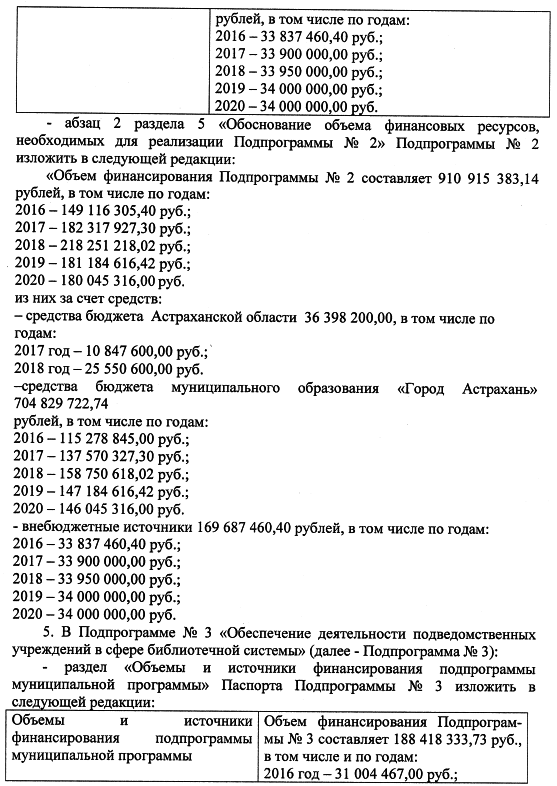 рублей, в том числе по годам:
2016 – 33 837 460,40 руб.;
2017 – 33 900 000,00 руб.;
2018 – 33 950 000,00 руб.;
2019 – 34 000 000,00 руб.;
2020 – 34 000 000,00 руб.
- абзац 2 раздела 5 «Обоснование объема финансовых ресурсов,
необходимых для реализации Подпрограммы № 2» Подпрограммы № 2
изложить в следующей редакции:
«Объем финансирования Подпрограммы № 2 составляет 910 915 383,14
рублей, в том числе по годам:
2016 – 149 116 305,40 руб.;
2017 – 182 317 927,30 руб.;
2018 – 218 251 218,02 руб.;
2019 – 181 184 616,42 руб.;
2020 – 180 045 316,00 руб.
из них за счет средств:
– средства бюджета Астраханской области 36 398 200,00, в том числе по
годам:
2017 год – 10 847 600,00 руб.;
2018 год – 25 550 600,00 руб.
–средства бюджета муниципального образования «Город Астрахань»
704 829 722,74
рублей, в том числе по годам:
2016 – 115 278 845,00 руб.;
2017 – 137 570 327,30 руб.;
2018 – 158 750 618,02 руб.;
2019 – 147 184 616,42 руб.;
2020 – 146 045 316,00 руб.
- внебюджетные источники 169 687 460,40 рублей, в том числе по годам:
2016 – 33 837 460,40 руб.;
2017 – 33 900 000,00 руб.;
2018 – 33 950 000,00 руб.;
2019 – 34 000 000,00 руб.;
2020 – 34 000 000,00 руб.
5. В Подпрограмме № 3 «Обеспечение деятельности подведомственных
учреждений в сфере библиотечной системы» (далее - Подпрограмма № 3):
- раздел «Объемы и источники финансирования подпрограммы
муниципальной программы» Паспорта Подпрограммы № 3 изложить в
следующей редакции:
Объемы и источники
финансирования подпрограммы
муниципальной программы
Объем финансирования Подпрограм-
мы № 3 составляет 188 418 333,73 руб.,
в том числе и по годам:
2016 год – 31 004 467,00 руб.;